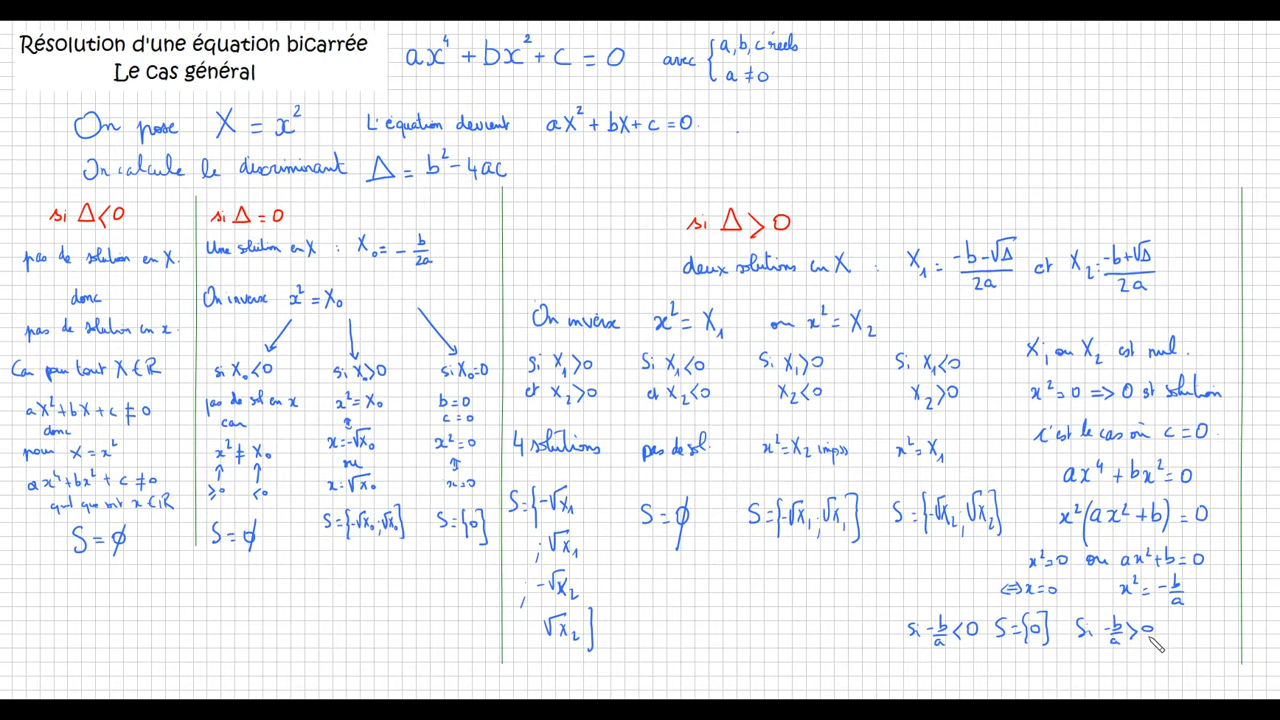 Résolution d'une équation bicarrée
Le cas général
ax⁴ + bx² + c = 0 avec { a, b, c réels
a ≠ 0
On pose X = x² L'équation devient aX² + bX + c = 0.
On calcule le discriminant Δ = b² - 4ac
si Δ < 0
pas de solution en X.
donc
pas de solution en x.
Car pour tout X ∈ ℝ
aX² + bX + c ≠ 0
donc
pour X = x²
ax⁴ + bx² + c ≠ 0
quel que soit x ∈ ℝ
S = ∅
si Δ = 0
Une solution en X : X₀ = - b/2a
On inverse x² = X₀
si X₀ < 0
pas de sol en x
car
x² ≠ X₀
↑ ↑
≥0 <0
S = ∅
si X₀ > 0
x² = X₀
⇕
x = -√X₀
ou
x = √X₀
S = {-√X₀ ; √X₀}
si X₀ = 0
b = 0
c = 0
x² = 0
⇕
x = 0
S = {0}
si Δ > 0
deux solutions en X : X₁ = (-b-√Δ)/2a et X₂ = (-b+√Δ)/2a
On inverse x² = X₁ ou x² = X₂
si X₁ > 0
et X₂ > 0
4 solutions
S = {-√X₁
; √X₁
; -√X₂
√X₂}
Si X₁ < 0
et X₂ < 0
pas de sol.
S = ∅
Si X₁ > 0
X₂ < 0
x² = X₂ imposs
S = {-√X₁ ; √X₁}
Si X₁ < 0
X₂ > 0
x² = X₁
S = {-√X₂ ; √X₂}
X₁ ou X₂ est nul.
x² = 0 => 0 est solution
c'est le cas où c = 0
ax⁴ + bx² = 0
x²(ax² + b) = 0
x² = 0 ou ax² + b = 0
⇔ x = 0 x² = - b/a
Si - b/a < 0 S = {0} Si - b/a > 0